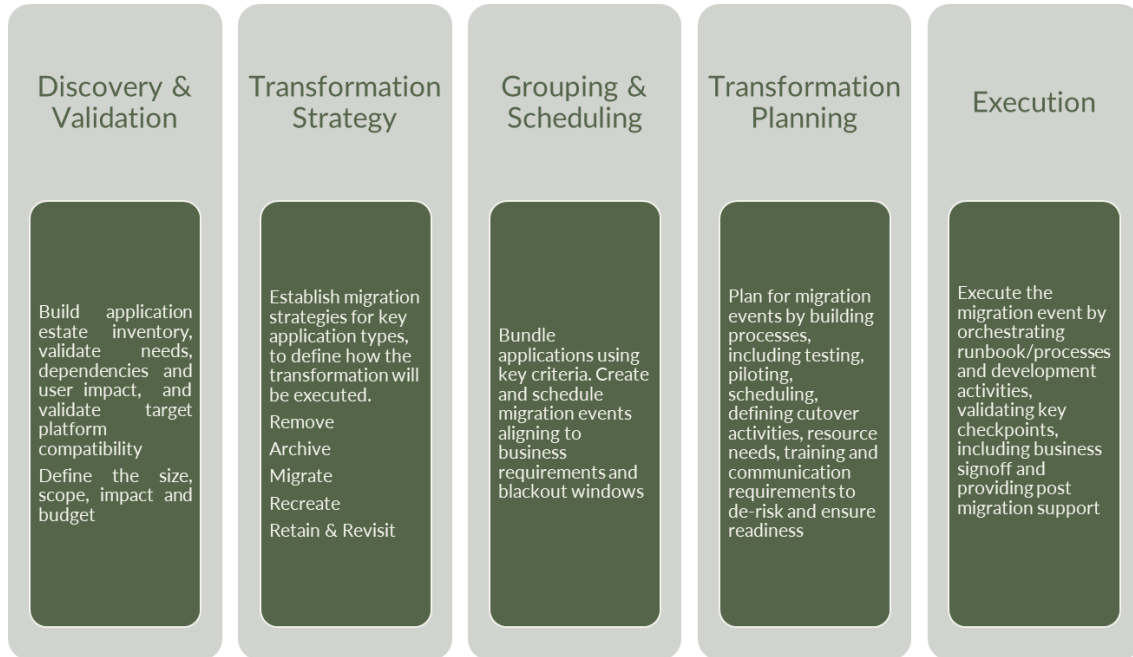 Discovery &
Validation
Build application
estate inventory,
validate needs,
dependencies and
user impact, and
validate target
platform
compatibility
Define the size,
scope, impact and
budget
Transformation
Strategy
Establish migration
strategies for key
application types,
to define how the
transformation will
be executed.
Remove
Archive
Migrate
Recreate
Retain & Revisit
Grouping &
Scheduling
Bundle
applications using
key criteria. Create
and schedule
migration events
aligning to
business
requirements and
blackout windows
Transformation
Planning
Plan for migration
events by building
processes,
including testing,
piloting,
scheduling,
defining cutover
activities, resource
needs, training and
communication
requirements to
de-risk and ensure
readiness
Execution
Execute the
migration event by
orchestrating
runbook/processes
and development
activities,
validating key
checkpoints,
including business
signoff and
providing post
migration support